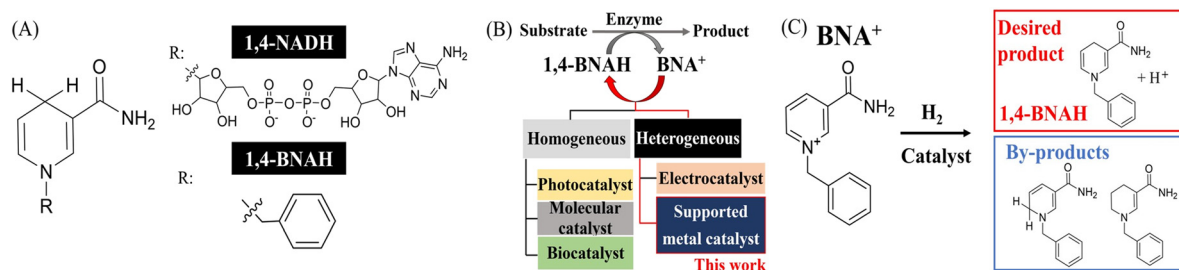 (A)
H H O
NH₂
N
R
R:
1,4-NADH
NH₂
N N
N N
O O O O
O-P-O-P-O
O⁻ O⁻
OH OH
OH OH
1,4-BNAH
R:
(B)
Enzyme
Substrate Product
1,4-BNAH BNA⁺
Homogeneous Heterogeneous
Photocatalyst Electrocatalyst
Molecular catalyst
Supported metal catalyst
Biocatalyst
This work
(C)
BNA⁺
O
NH₂
N⁺
H₂
Catalyst
Desired product
O
NH₂
N
+ H⁺
1,4-BNAH
By-products
O O
NH₂ NH₂
H N N
H